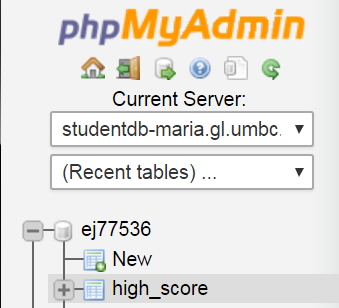 phpMyAdmin
Current Server:
studentdb-maria.gl.umbc.
(Recent tables) ...
ej77536
New
high_score